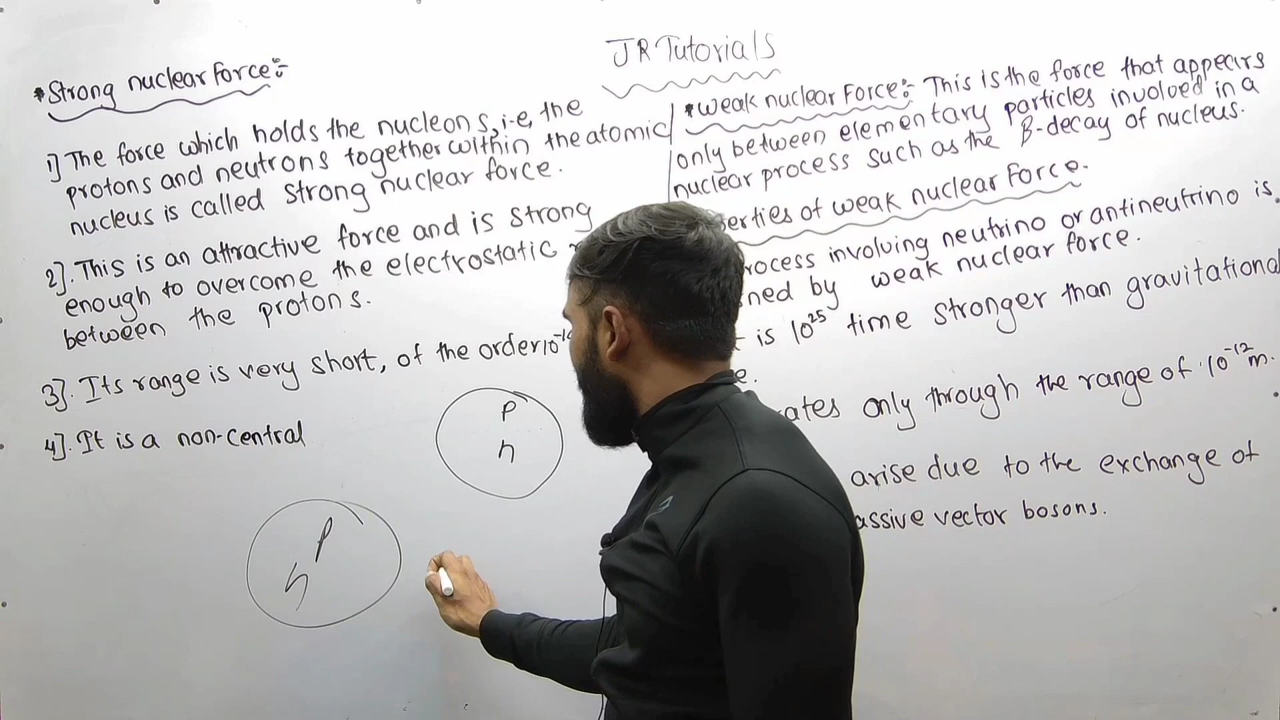 JR Tutorials
*Strong nuclear Force:-
1] The force which holds the nucleons, i-e, the
protons and neutrons together within the atomic
nucleus is called strong nuclear force.
2]. This is an attractive force and is strong
enough to overcome the electrostatic
between the protons.
3]. Its range is very short, of the order
4]. It is a non-central
P
n
P
n
*weak nuclear Force:- This is the force that appears
only between elementary particles involved in a
nuclear process such as the β-decay of nucleus.
erties of weak nuclear Force.
rocess involving neutrino or antineutrino is
ned by weak nuclear force.
is 10²⁵ time stronger than gravitational
e.
ates only through the range of 10⁻¹²m.
arise due to the exchange of
assive vector bosons.